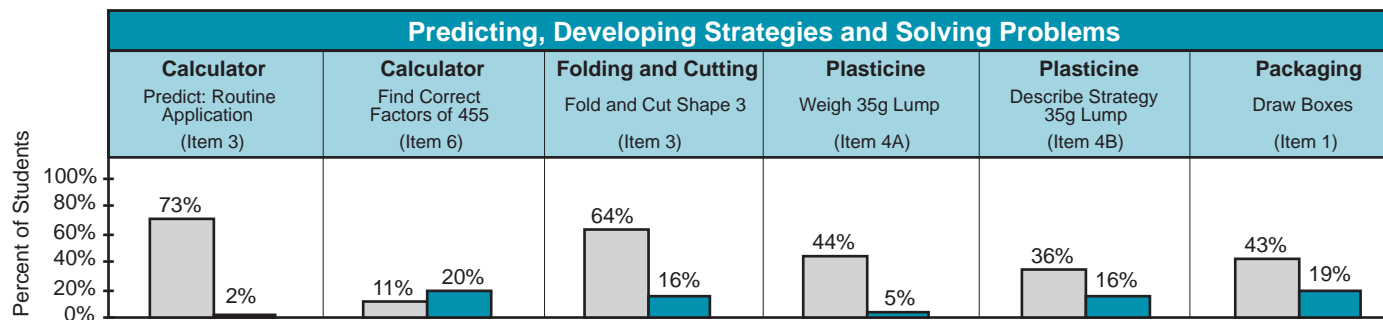 Predicting, Developing Strategies and Solving Problems
Calculator
Predict: Routine
Application
(Item 3)
Calculator
Find Correct
Factors of 455
(Item 6)
Folding and Cutting
Fold and Cut Shape 3
(Item 3)
Plasticine
Weigh 35g Lump
(Item 4A)
Plasticine
Describe Strategy
35g Lump
(Item 4B)
Packaging
Draw Boxes
(Item 1)
Percent of Students
100%
80%
60%
40%
20%
0%
73%
2%
11%
20%
64%
16%
44%
5%
36%
16%
43%
19%